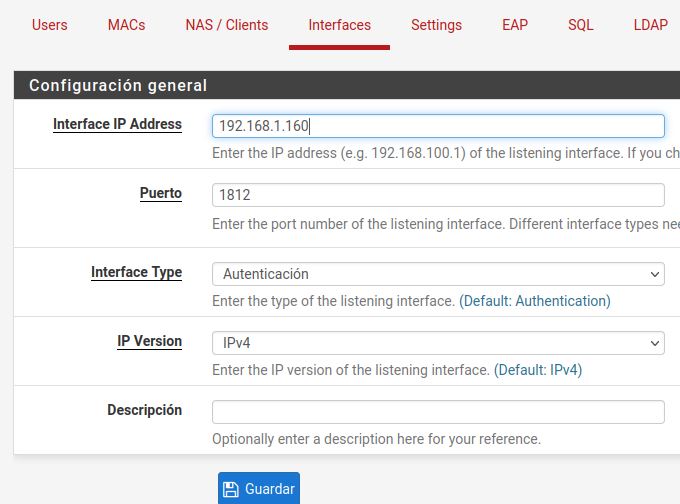 Users MACs NAS / Clients Interfaces Settings EAP SQL LDAP
Configuración general
Interface IP Address 192.168.1.160
Enter the IP address (e.g. 192.168.100.1) of the listening interface. If you ch
Puerto 1812
Enter the port number of the listening interface. Different interface types nee
Interface Type Autenticación
Enter the type of the listening interface. (Default: Authentication)
IP Version IPv4
Enter the IP version of the listening interface. (Default: IPv4)
Descripción
Optionally enter a description here for your reference.
Guardar